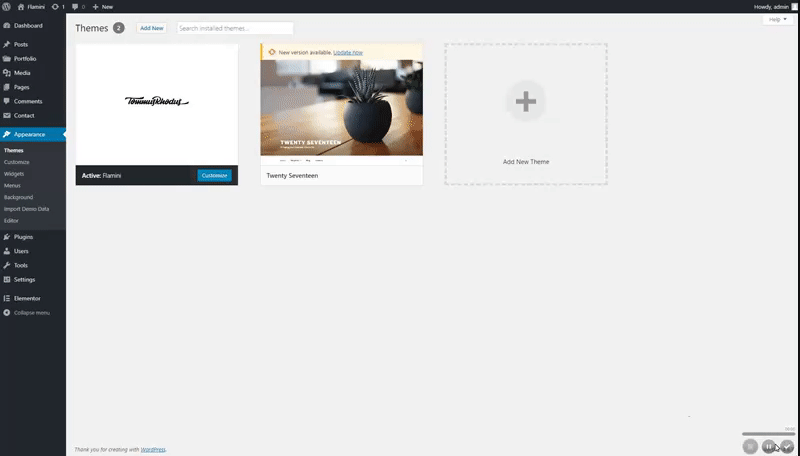 Flamini 1 0 New Howdy, admin
Help
Dashboard
Posts
Portfolio
Media
Pages
Comments
Contact
Appearance
Themes
Customize
Widgets
Menus
Background
Import Demo Data
Editor
Plugins
Users
Tools
Settings
Elementor
Collapse menu
Themes 2 Add New Search installed themes...
TommusRhodus
Active: Flamini Customize
New version available. Update Now
TWENTY SEVENTEEN
Twenty Seventeen
Add New Theme
Thank you for creating with WordPress.